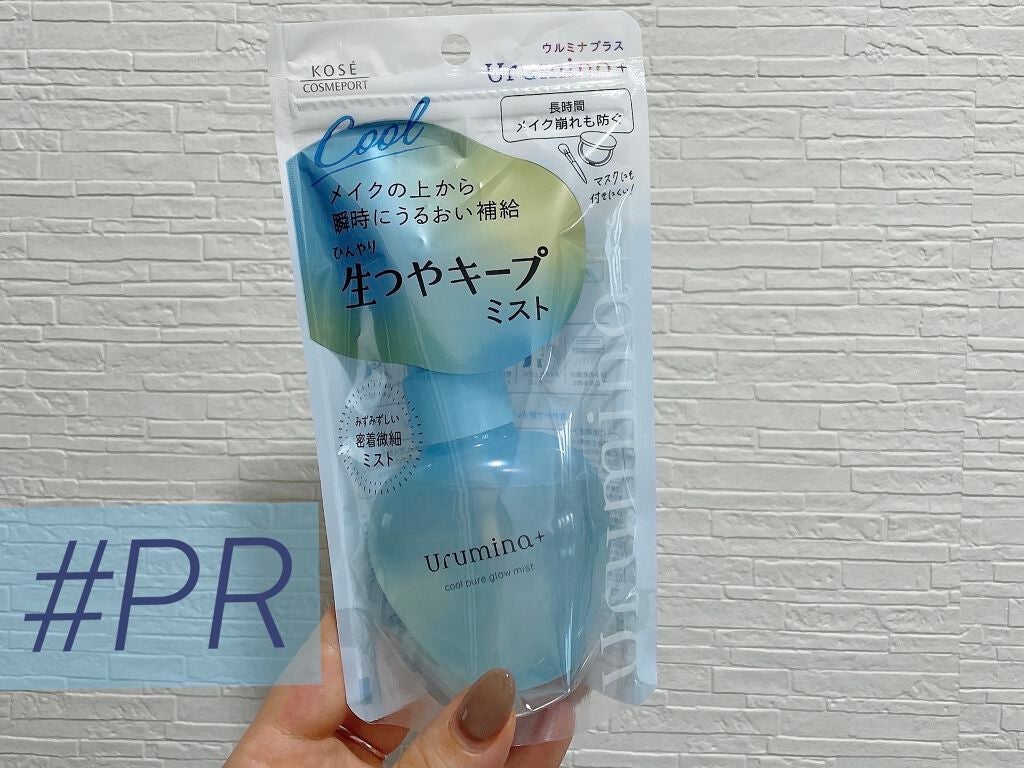 KOSÉ
COSMEPORT
ウルミナプラス
Urumina+
長時間
メイク崩れも防ぐ
マスクにも
付きにくい!
Cool
メイクの上から
瞬時にうるおい補給
ひんやり
生つやキープ
ミスト
みずみずしい
密着微細
ミスト
Urumina+
cool pure glow mist
Urumina+
#PR